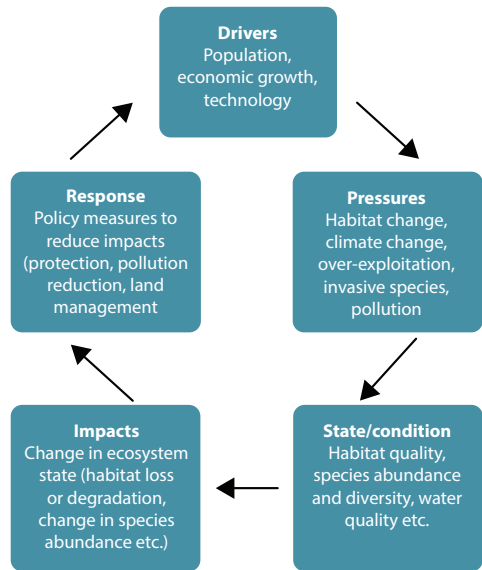 Drivers
Population,
economic growth,
technology
Pressures
Habitat change,
climate change,
over-exploitation,
invasive species,
pollution
State/condition
Habitat quality,
species abundance
and diversity, water
quality etc.
Impacts
Change in ecosystem
state (habitat loss
or degradation,
change in species
abundance etc.)
Response
Policy measures to
reduce impacts
(protection, pollution
reduction, land
management